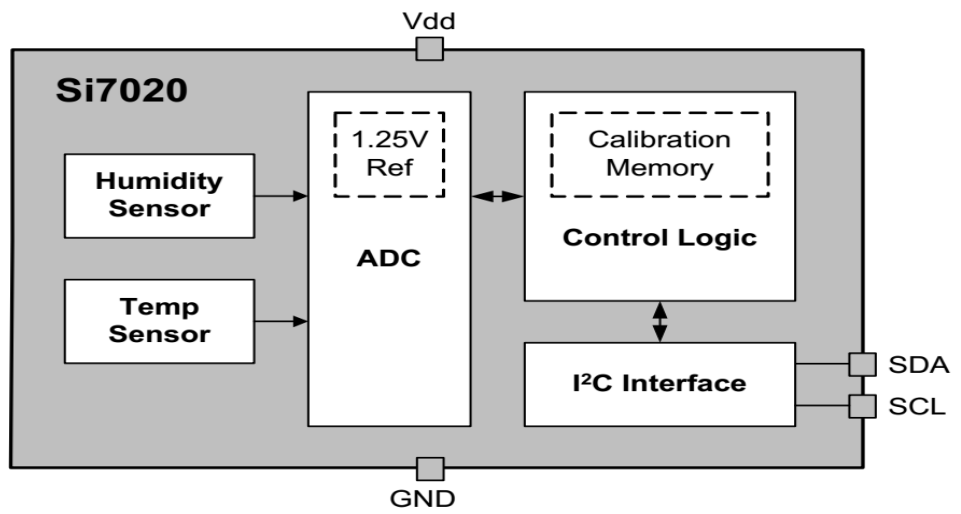 Vdd
Si7020
Humidity
Sensor
Temp
Sensor
1.25V
Ref
ADC
Calibration
Memory
Control Logic
I²C Interface
SDA
SCL
GND